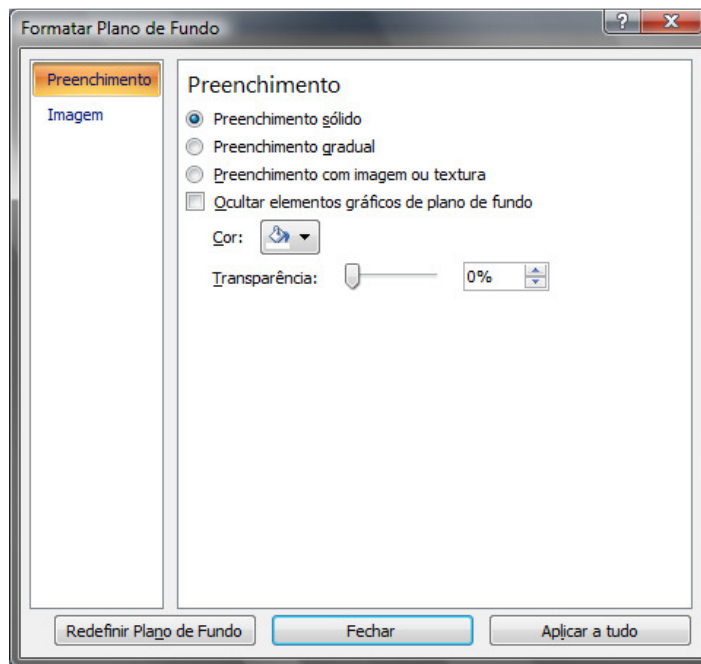 Formatar Plano de Fundo
Preenchimento
Imagem
Preenchimento
Preenchimento sólido
Preenchimento gradual
Preenchimento com imagem ou textura
Ocultar elementos gráficos de plano de fundo
Cor:
Transparência: 0%
Redefinir Plano de Fundo Fechar Aplicar a tudo